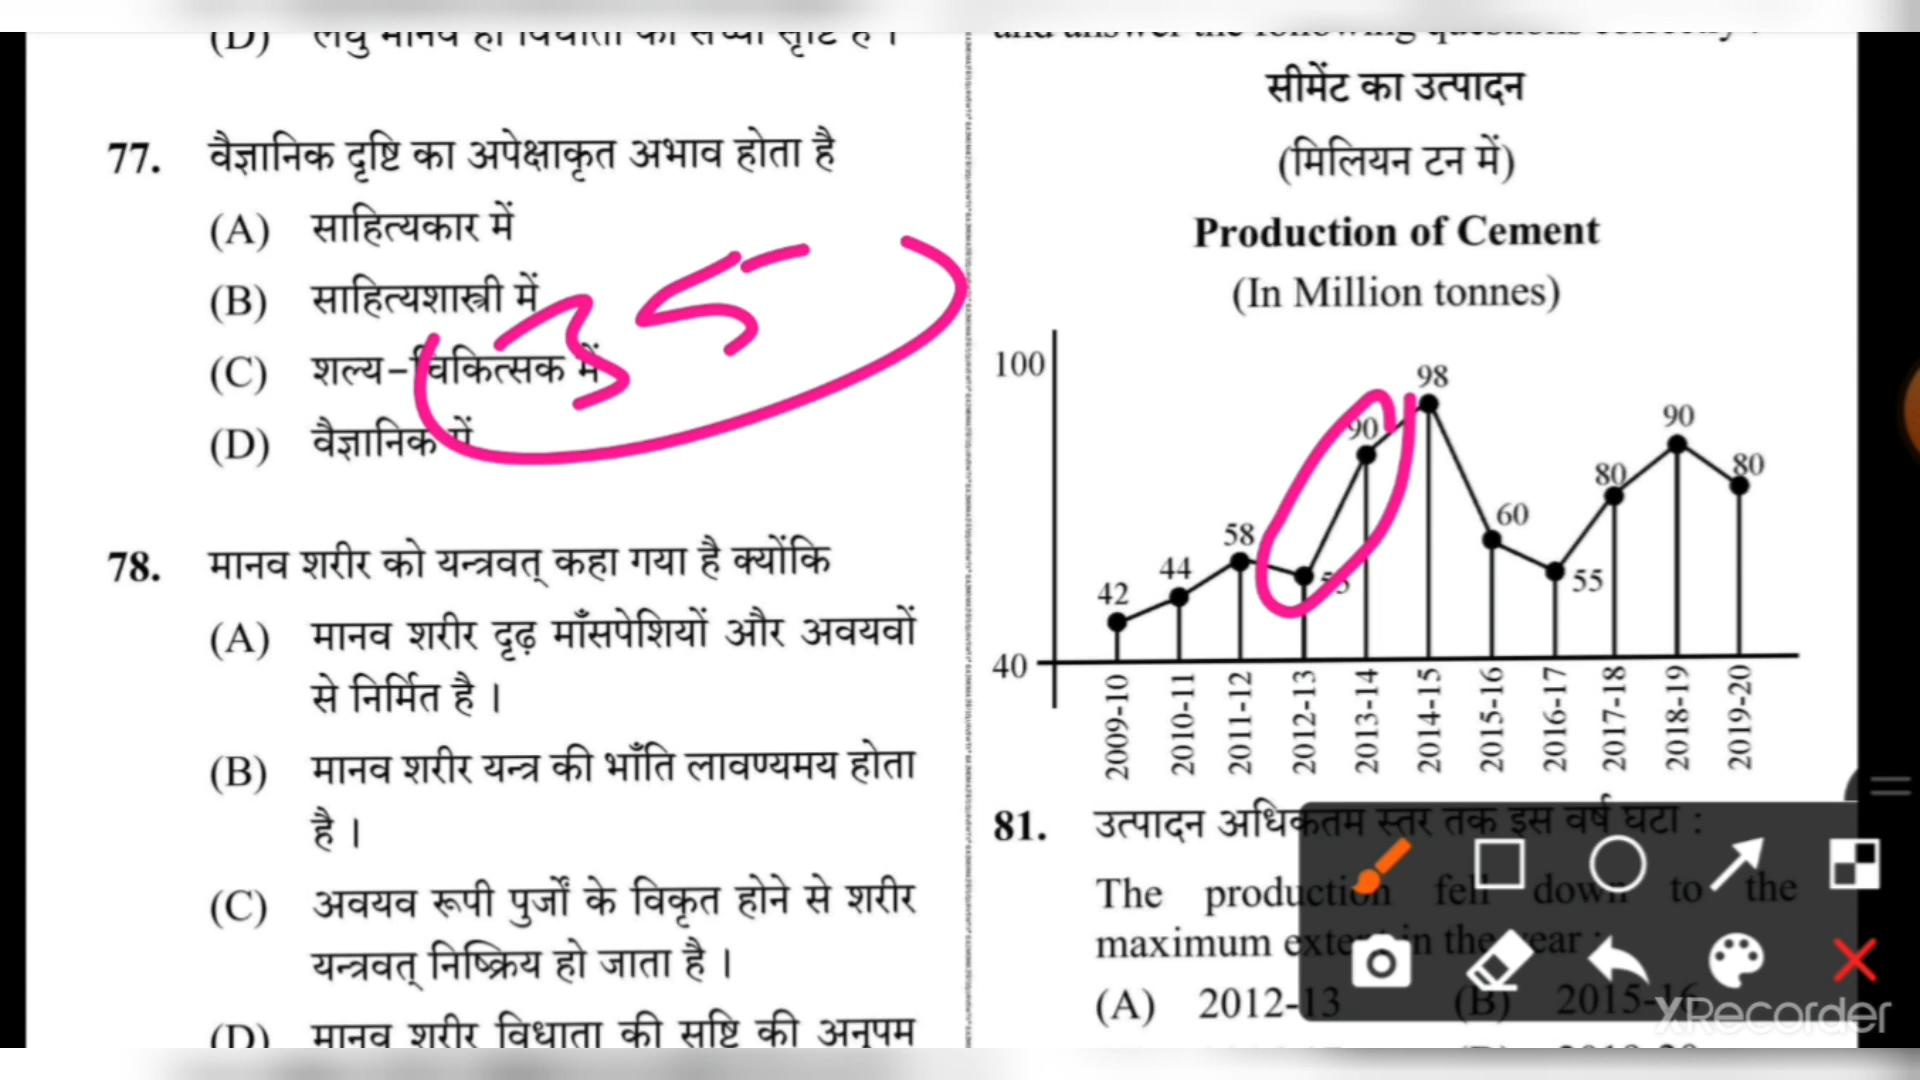 77. वैज्ञानिक दृष्टि का अपेक्षाकृत अभाव होता है
(A) साहित्यकार में
(B) साहित्यशास्त्री में
(C) शल्य-चिकित्सक में
(D) वैज्ञानिक में
35
78. मानव शरीर को यन्त्रवत् कहा गया है क्योंकि
(A) मानव शरीर दृढ़ माँसपेशियों और अवयवों
से निर्मित है ।
(B) मानव शरीर यन्त्र की भाँति लावण्यमय होता
है ।
(C) अवयव रूपी पुर्जों के विकृत होने से शरीर
यन्त्रवत् निष्क्रिय हो जाता है ।
(D) मानव शरीर विधाता की सृष्टि की अनुपम
सीमेंट का उत्पादन
(मिलियन टन में)
Production of Cement
(In Million tonnes)
100
98
90
90
80
80
60
58
55
55
44
42
40
2009-10
2010-11
2011-12
2012-13
2013-14
2014-15
2015-16
2016-17
2017-18
2018-19
2019-20
81. उत्पादन अधिकतम स्तर तक इस वर्ष घटा :
The production fell down to the
maximum extent in the year :
(A) 2012-13 (B) 2015-16
XRecorder